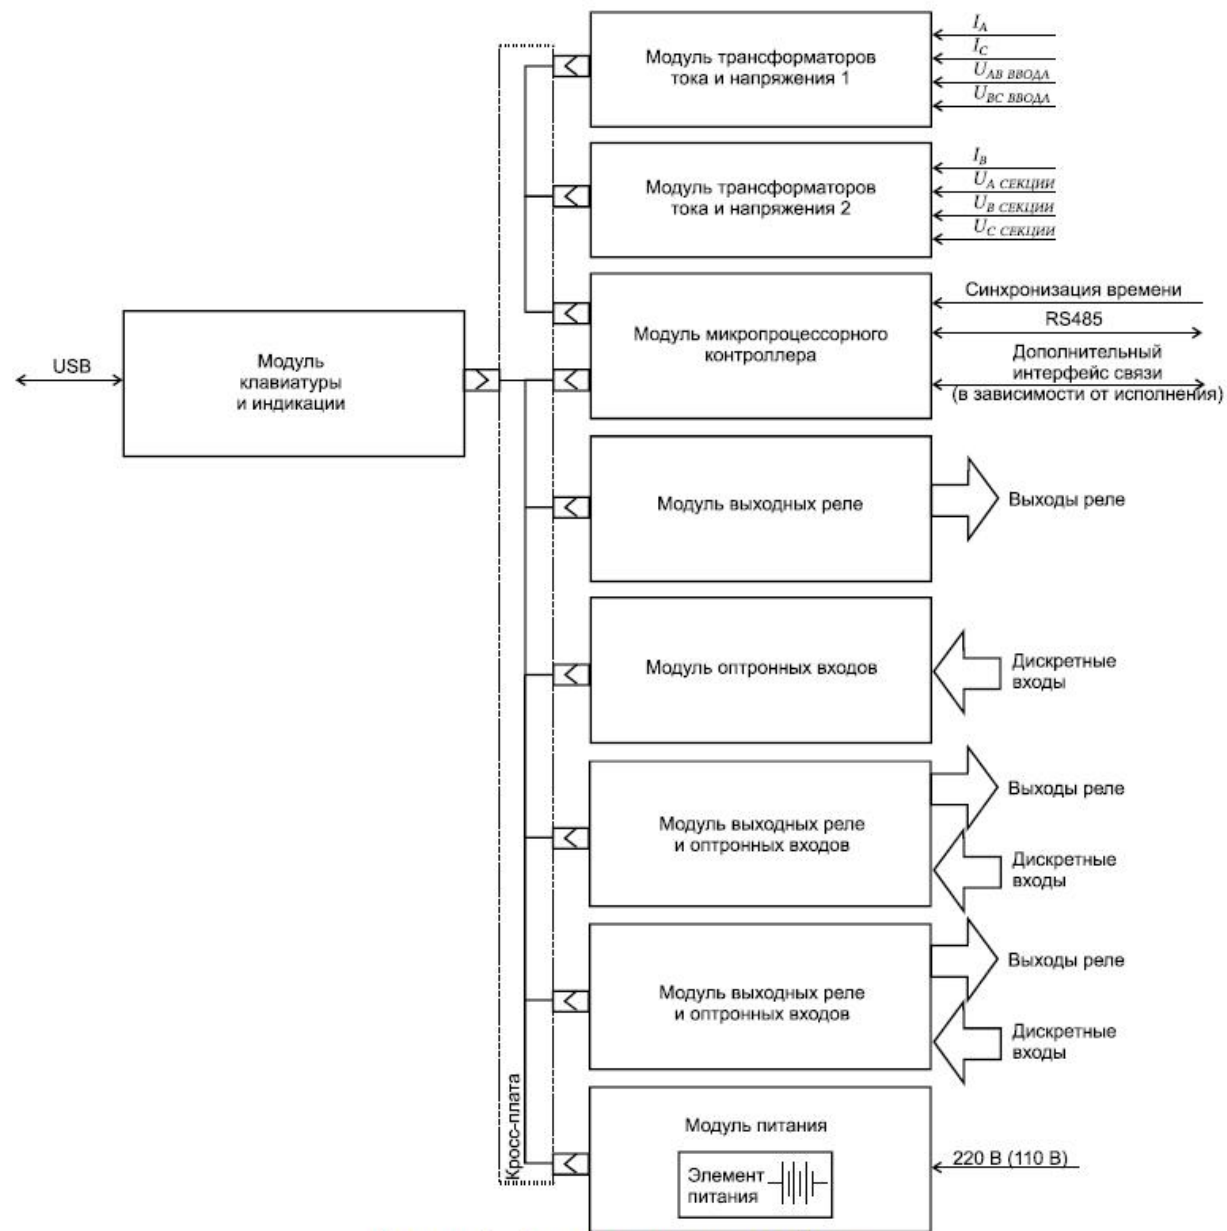 Модуль трансформаторов
тока и напряжения 1
I_A
I_C
U_AB ВВОДА
U_BC ВВОДА
Модуль трансформаторов
тока и напряжения 2
I_B
U_A СЕКЦИИ
U_B СЕКЦИИ
U_C СЕКЦИИ
Модуль микропроцессорного
контроллера
Синхронизация времени
RS485
Дополнительный
интерфейс связи
(в зависимости от исполнения)
USB
Модуль
клавиатуры
и индикации
Модуль выходных реле
Выходы реле
Модуль оптронных входов
Дискретные
входы
Модуль выходных реле
и оптронных входов
Выходы реле
Дискретные
входы
Модуль выходных реле
и оптронных входов
Выходы реле
Дискретные
входы
Кросс-плата
Модуль питания
Элемент
питания
220 В (110 В)